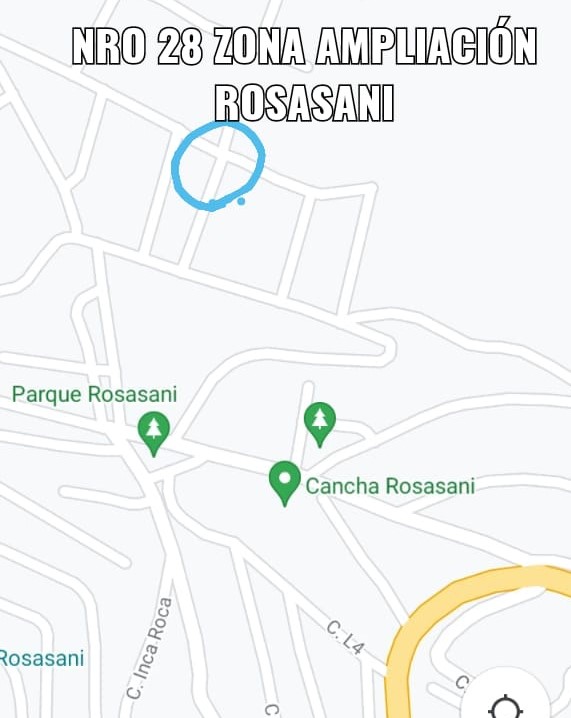 NRO 28 ZONA AMPLIACIÓN
ROSASANI
Parque Rosasani
Cancha Rosasani
C. Inca Roca
C. L4
Rosasani
C
C